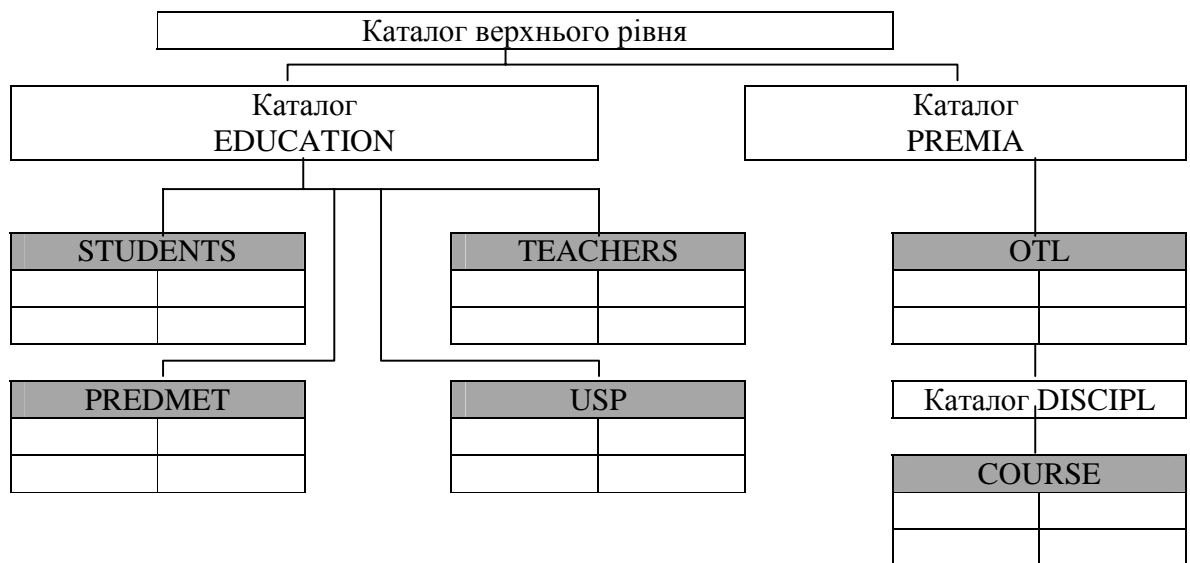 Каталог верхнього рівня
Каталог
EDUCATION
Каталог
PREMIA
STUDENTS
TEACHERS
OTL
PREDMET
USP
Каталог DISCIPL
COURSE